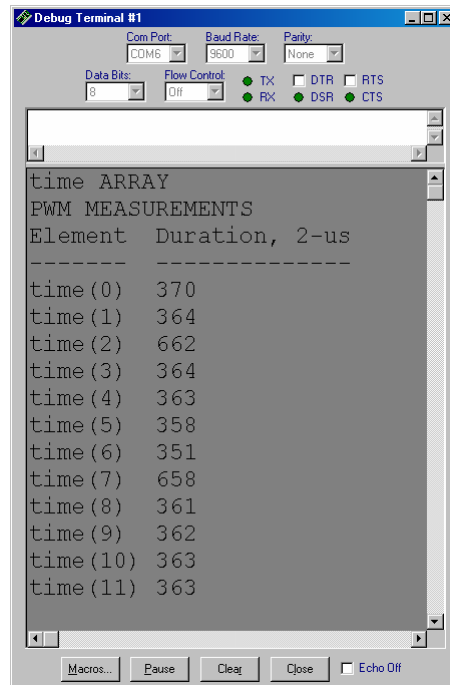 Debug Terminal #1
Com Port: Baud Rate: Parity:
COM6 9600 None
Data Bits: Flow Control: TX DTR RTS
8 Off RX DSR CTS
time ARRAY
PWM MEASUREMENTS
Element Duration, 2-us
------- --------------
time(0) 370
time(1) 364
time(2) 662
time(3) 364
time(4) 363
time(5) 358
time(6) 351
time(7) 658
time(8) 361
time(9) 362
time(10) 363
time(11) 363
Macros... Pause Clear Close Echo Off